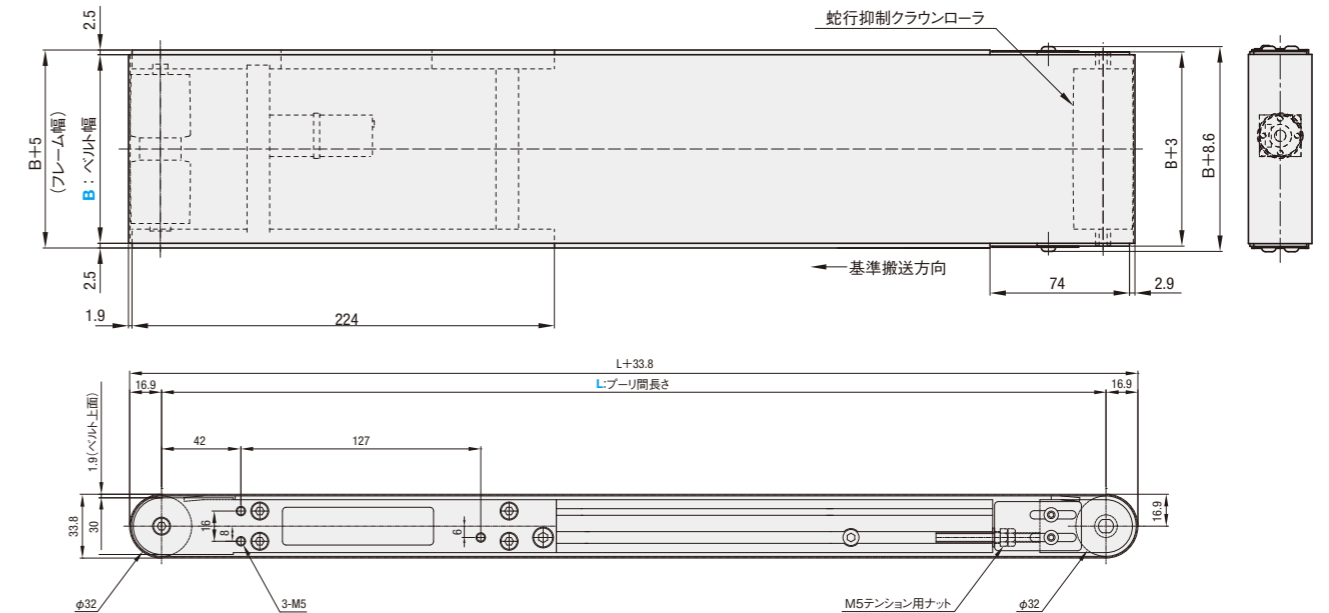 2.5
蛇行抑制クラウンローラ
B+5
(フレーム幅)
B：ベルト幅
B+3
B+8.6
基準搬送方向
2.5
74
2.9
1.9
224
L+33.8
16.9
L:プーリ間長さ
16.9
1.9(ベルト上面)
42
127
33.8
30
16
8
6
16.9
φ32
3-M5
M5テンション用ナット
φ32